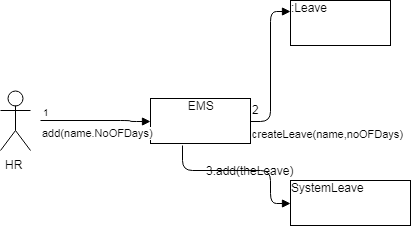 :Leave
1
EMS
2
add(name.NoOFDays)
createLeave(name,noOFDays)
HR
3.add(theLeave)
SystemLeave